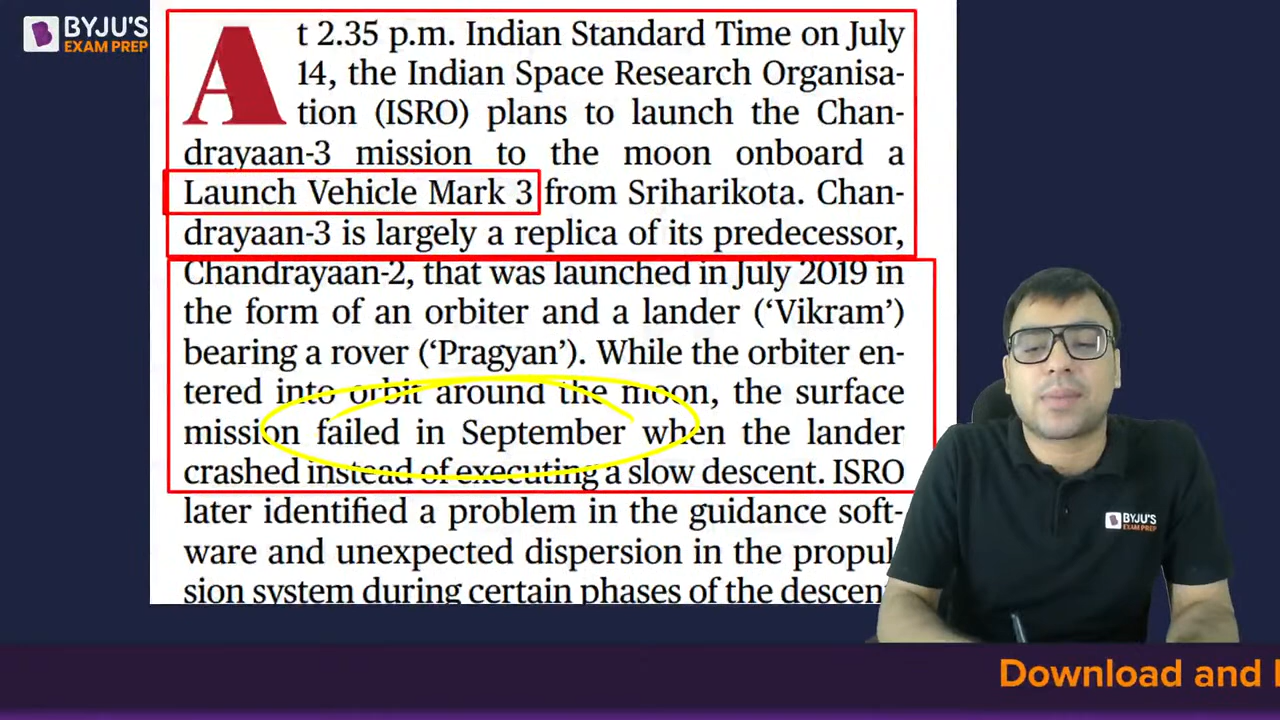 BYJU'S
EXAM PREP
At 2.35 p.m. Indian Standard Time on July
14, the Indian Space Research Organisa-
tion (ISRO) plans to launch the Chan-
drayaan-3 mission to the moon onboard a
Launch Vehicle Mark 3 from Sriharikota. Chan-
drayaan-3 is largely a replica of its predecessor,
Chandrayaan-2, that was launched in July 2019 in
the form of an orbiter and a lander (‘Vikram’)
bearing a rover (‘Pragyan’). While the orbiter en-
tered into orbit around the moon, the surface
mission failed in September when the lander
crashed instead of executing a slow descent. ISRO
later identified a problem in the guidance soft-
ware and unexpected dispersion in the propul
sion system during certain phases of the descent
BYJU'S
EXAM PREP
Download and